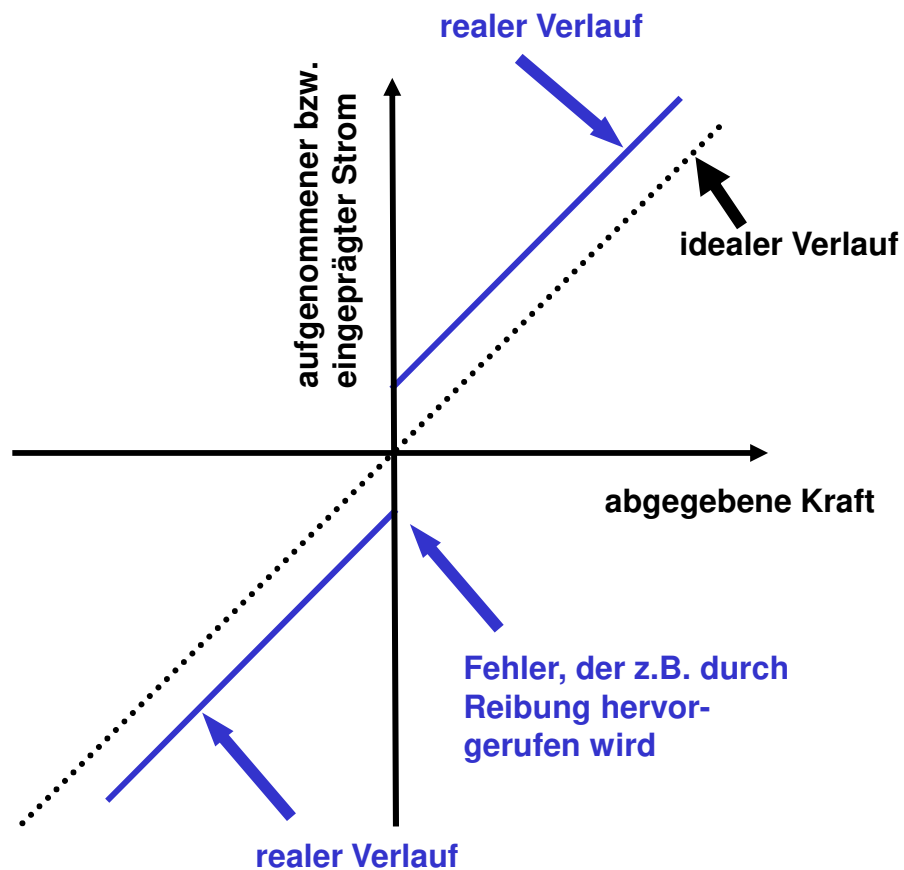 realer Verlauf
aufgenommener bzw.
eingeprägter Strom
idealer Verlauf
abgegebene Kraft
Fehler, der z.B. durch
Reibung hervor-
gerufen wird
realer Verlauf